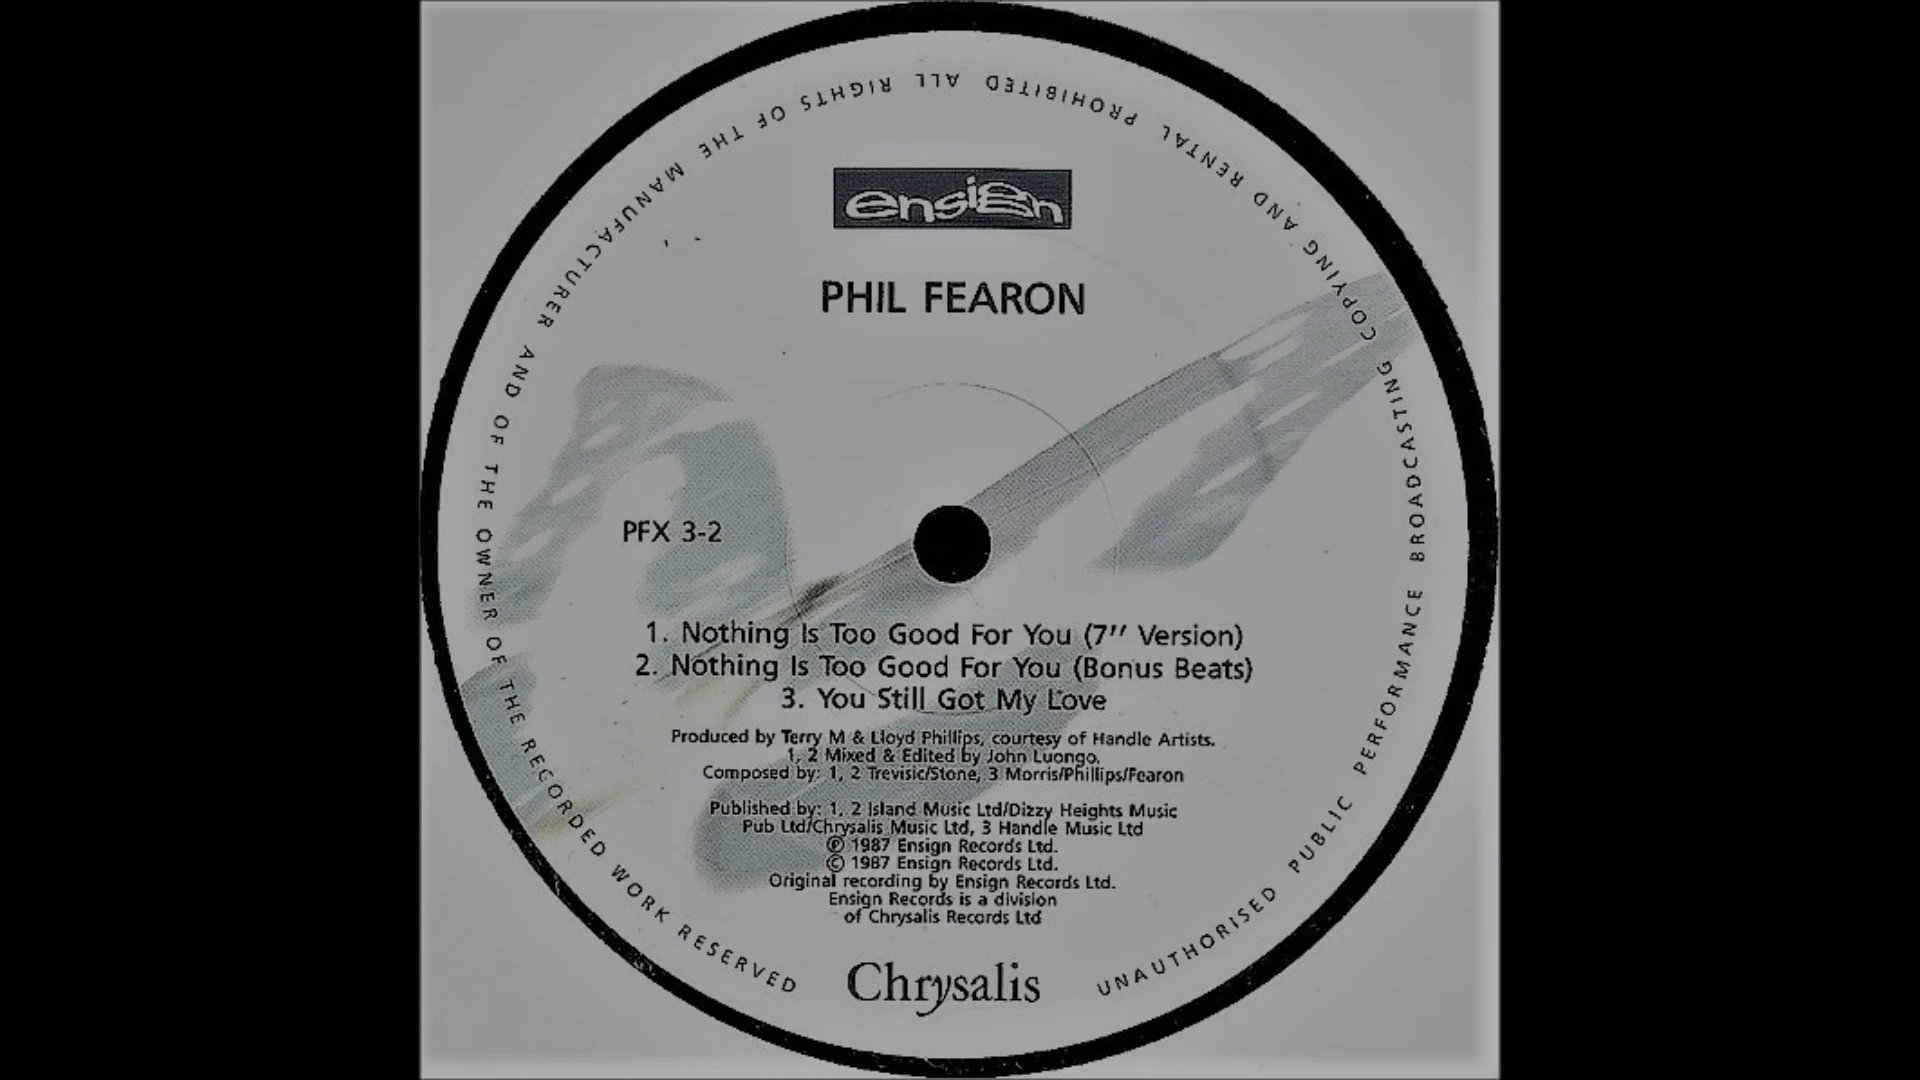 ensign
PHIL FEARON
PFX 3-2
1. Nothing Is Too Good For You (7'' Version)
2. Nothing Is Too Good For You (Bonus Beats)
3. You Still Got My Love
Produced by Terry M & Lloyd Phillips, courtesy of Handle Artists.
1, 2 Mixed & Edited by John Luongo.
Composed by: 1, 2 Trevisic/Stone, 3 Morris/Phillips/Fearon
Published by: 1, 2 Island Music Ltd/Dizzy Heights Music
Pub Ltd/Chrysalis Music Ltd, 3 Handle Music Ltd
Ⓟ 1987 Ensign Records Ltd.
© 1987 Ensign Records Ltd.
Original recording by Ensign Records Ltd.
Ensign Records is a division
of Chrysalis Records Ltd
Chrysalis
UNAUTHORISED PUBLIC PERFORMANCE BROADCASTING COPYING AND RENTAL PROHIBITED ALL RIGHTS OF THE MANUFACTURER AND OF THE OWNER OF THE RECORDED WORK RESERVED